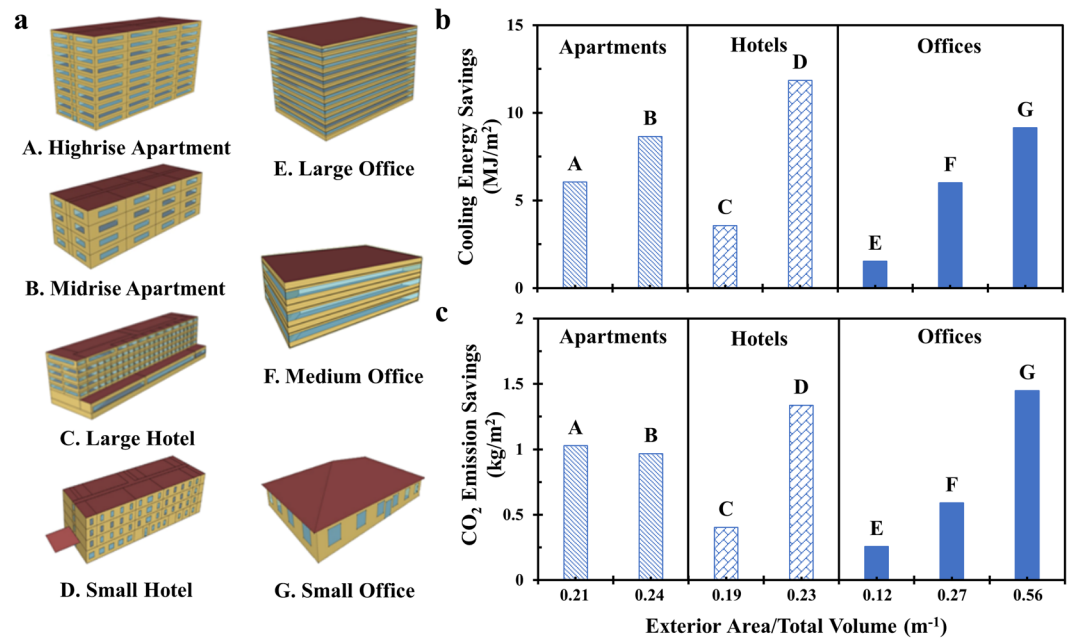 a
A. Highrise Apartment
B. Midrise Apartment
C. Large Hotel
D. Small Hotel
E. Large Office
F. Medium Office
G. Small Office
b
Cooling Energy Savings
(MJ/m²)
15
10
5
0
Apartments
Hotels
Offices
A
B
C
D
E
F
G
c
CO₂ Emission Savings
(kg/m²)
2
1.5
1
0.5
0
Apartments
Hotels
Offices
A
B
C
D
E
F
G
0.21 0.24 0.19 0.23 0.12 0.27 0.56
Exterior Area/Total Volume (m⁻¹)